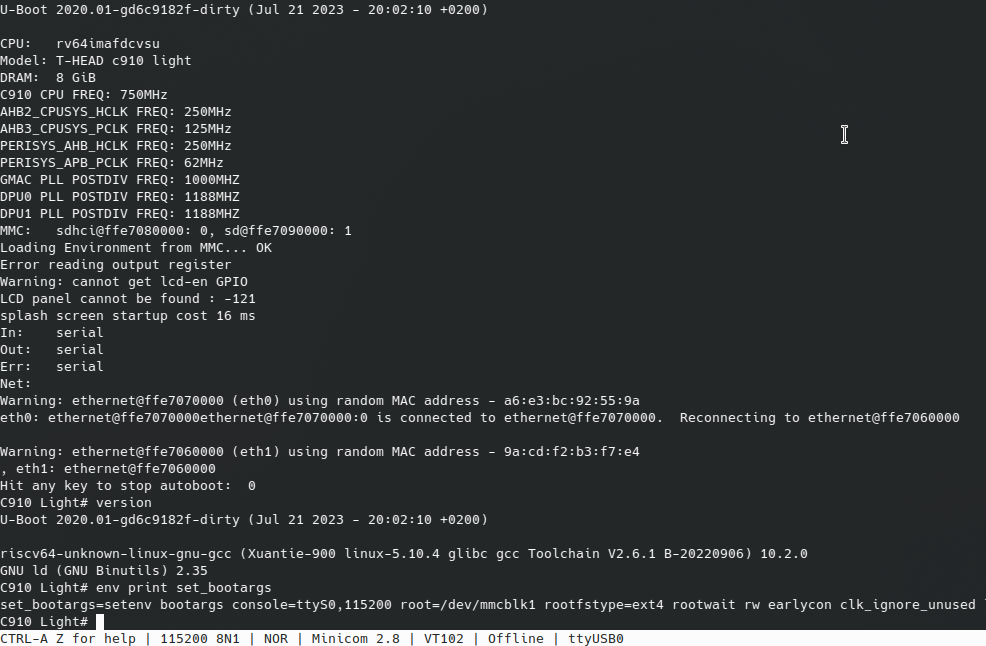 U-Boot 2020.01-gd6c9182f-dirty (Jul 21 2023 - 20:02:10 +0200)
CPU:   rv64imafdcvsu
Model: T-HEAD c910 light
DRAM:  8 GiB
C910 CPU FREQ: 750MHz
AHB2_CPUSYS_HCLK FREQ: 250MHz
AHB3_CPUSYS_PCLK FREQ: 125MHz
PERISYS_AHB_HCLK FREQ: 250MHz
PERISYS_APB_PCLK FREQ: 62MHz
GMAC PLL POSTDIV FREQ: 1000MHZ
DPU0 PLL POSTDIV FREQ: 1188MHZ
DPU1 PLL POSTDIV FREQ: 1188MHZ
MMC:   sdhci@ffe7080000: 0, sd@ffe7090000: 1
Loading Environment from MMC... OK
Error reading output register
Warning: cannot get lcd-en GPIO
LCD panel cannot be found : -121
splash screen startup cost 16 ms
In:    serial
Out:   serial
Err:   serial
Net:
Warning: ethernet@ffe7070000 (eth0) using random MAC address - a6:e3:bc:92:55:9a
eth0: ethernet@ffe7070000ethernet@ffe7070000:0 is connected to ethernet@ffe7070000.  Reconnecting to ethernet@ffe7060000
Warning: ethernet@ffe7060000 (eth1) using random MAC address - 9a:cd:f2:b3:f7:e4
, eth1: ethernet@ffe7060000
Hit any key to stop autoboot:  0
C910 Light# version
U-Boot 2020.01-gd6c9182f-dirty (Jul 21 2023 - 20:02:10 +0200)
riscv64-unknown-linux-gnu-gcc (Xuantie-900 linux-5.10.4 glibc gcc Toolchain V2.6.1 B-20220906) 10.2.0
GNU ld (GNU Binutils) 2.35
C910 Light# env print set_bootargs
set_bootargs=setenv bootargs console=ttyS0,115200 root=/dev/mmcblk1 rootfstype=ext4 rootwait rw earlycon clk_ignore_unused
C910 Light#
CTRL-A Z for help | 115200 8N1 | NOR | Minicom 2.8 | VT102 | Offline | ttyUSB0